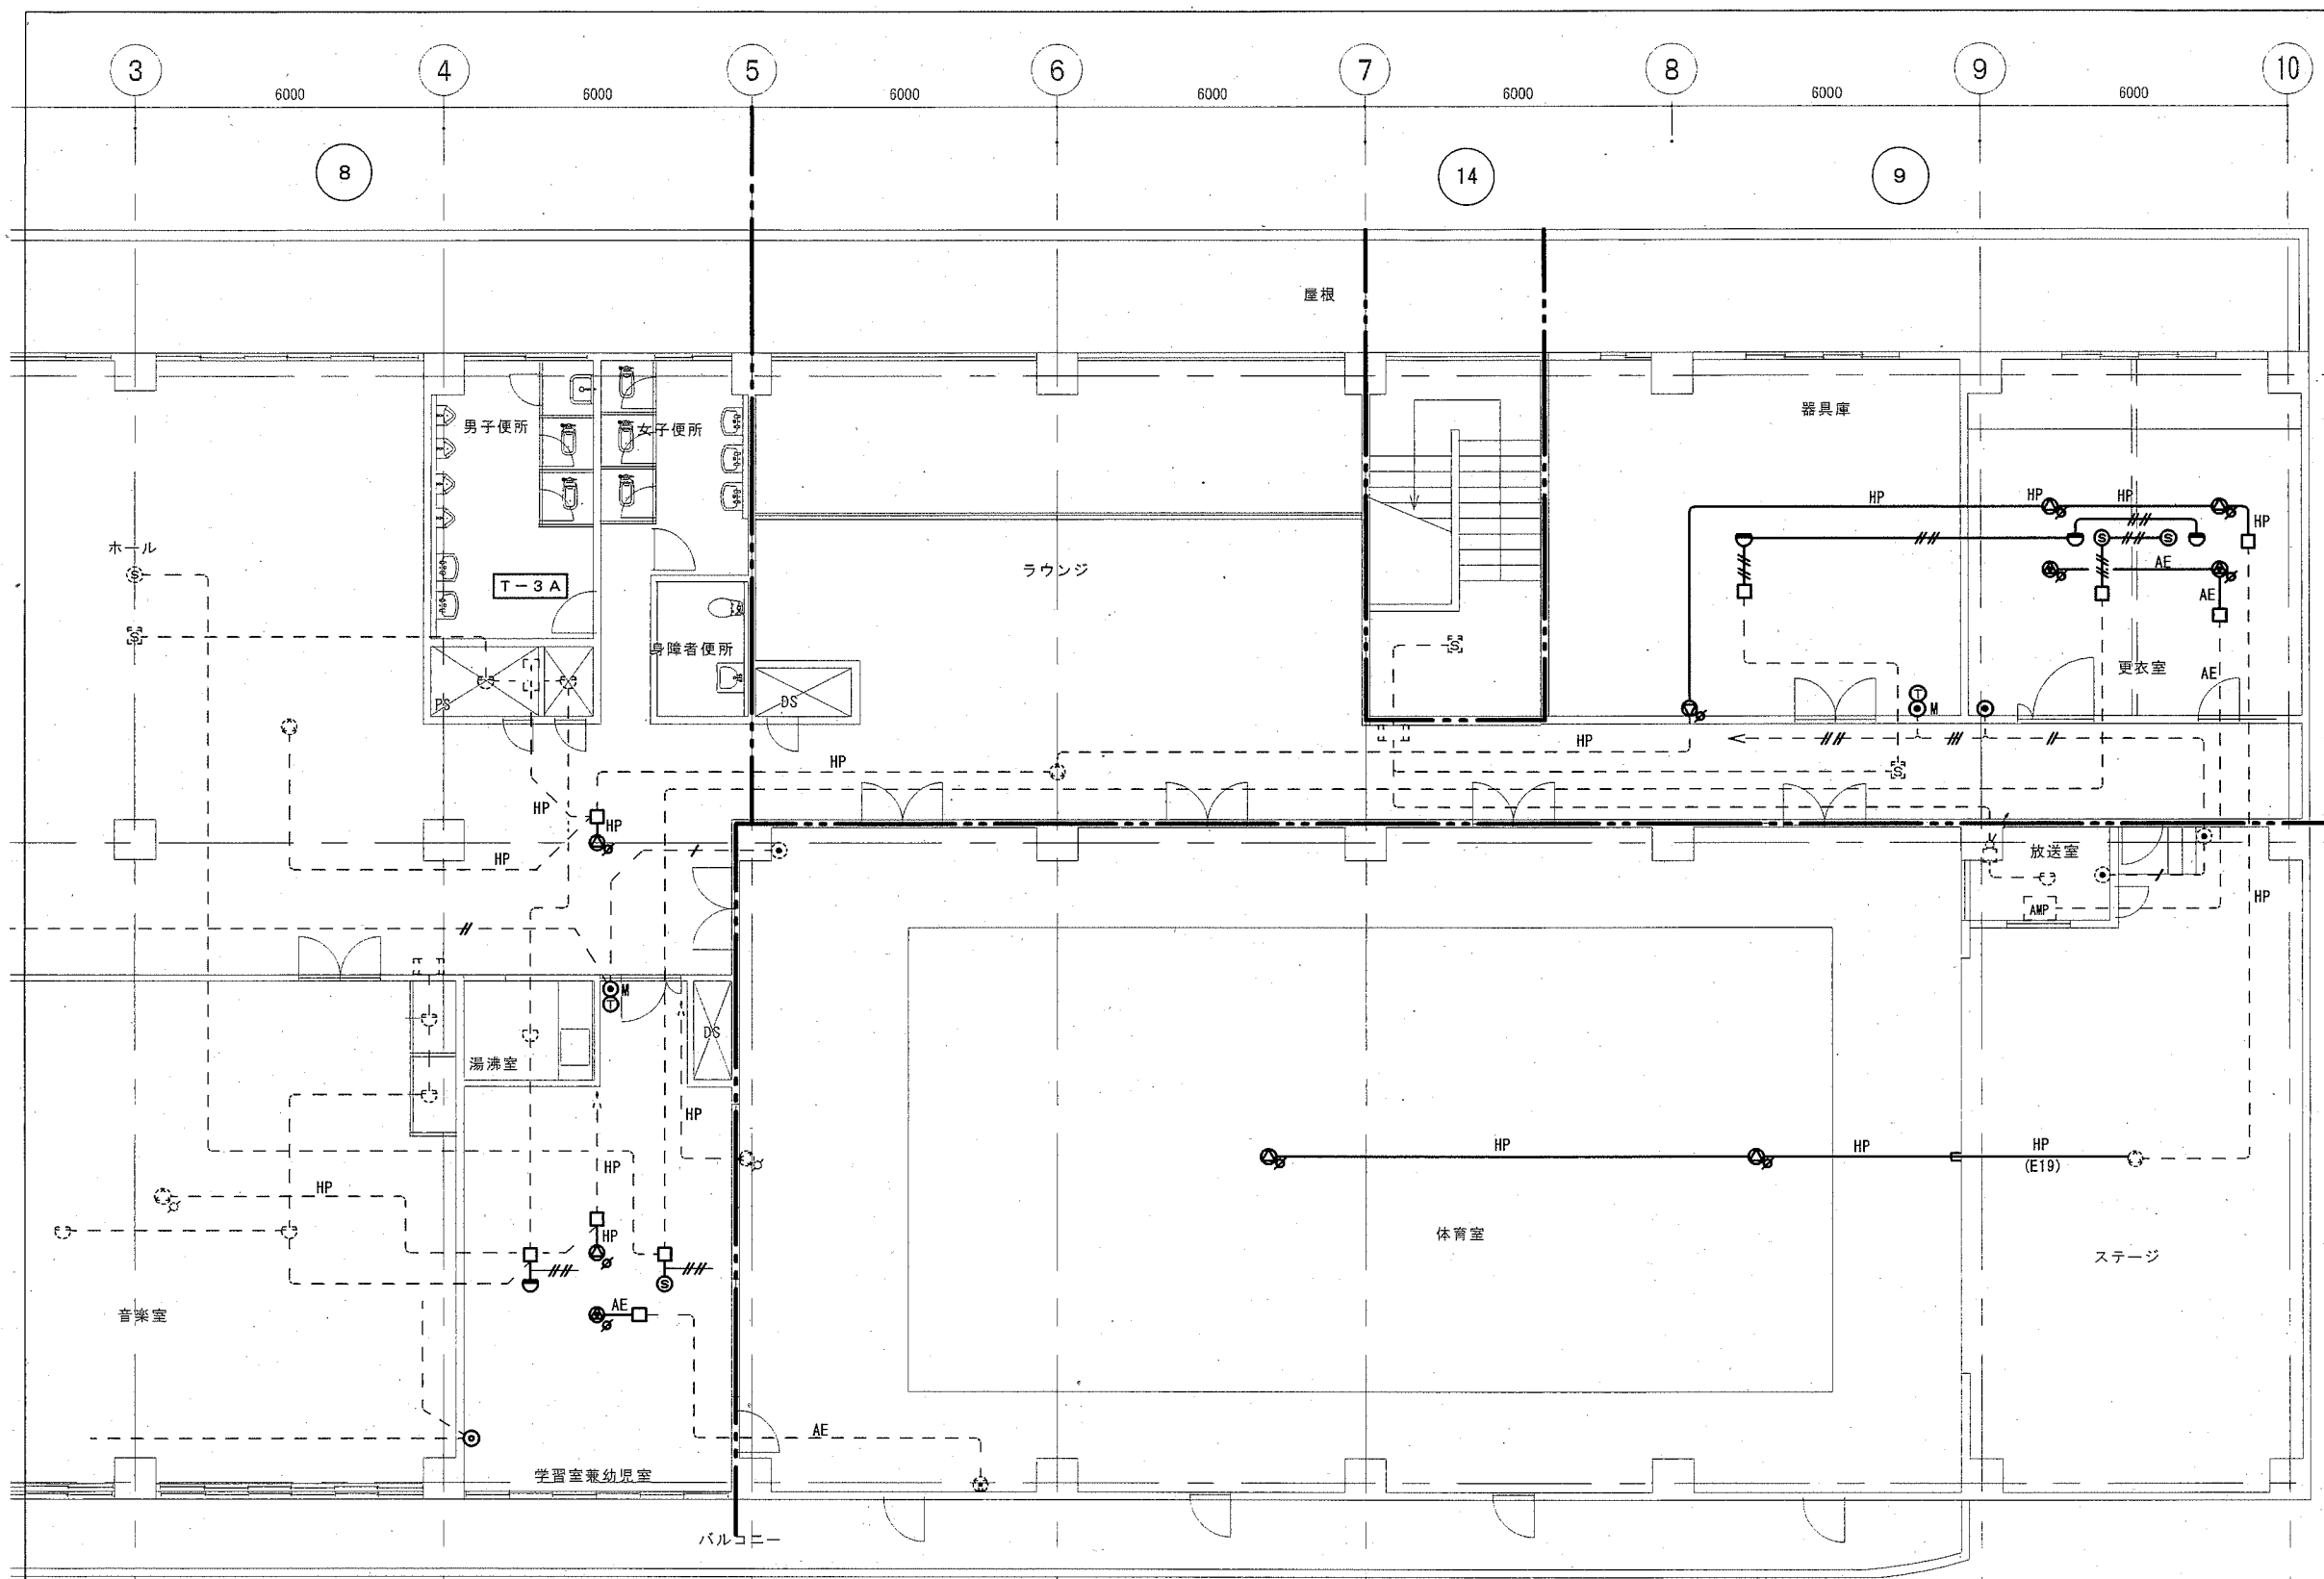 3 4 5 6 7 8 9 10
6000 6000 6000 6000 6000 6000 6000
8 14 9
屋根
器具庫
男子便所 女子便所
HP HP HP
HP
ホール
ラウンジ
S S
AE
T-3A
AE
S
S
身障者便所
S
更衣室
AE
PS DS
T
M
HP
HP
S
HP
HP
放送室
HP
HP
AMP
M
T
DS
湯沸室
HP
HP HP HP
(E19)
HP
HP
HP
体育室
ステージ
S
AE
音楽室
AE
学習室兼幼児室
バルコニー